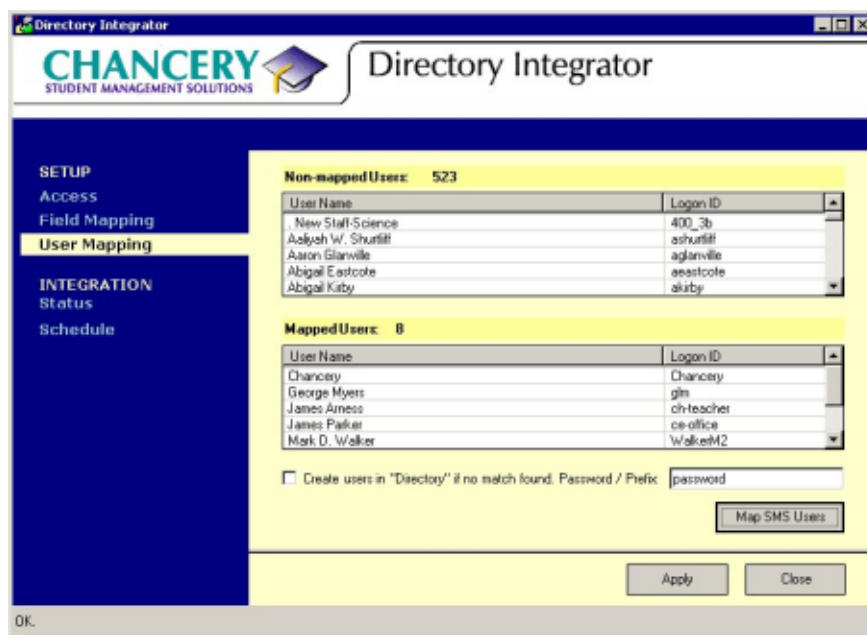 Directory Integrator
CHANCERY
STUDENT MANAGEMENT SOLUTIONS
Directory Integrator
SETUP
Access
Field Mapping
User Mapping
INTEGRATION
Status
Schedule
Non-mapped Users: 523
User Name Logon ID
. New Staff-Science 400_3b
Aaliyah W. Shurtliff ashurtliff
Aaron Glanville aglanville
Abigail Eastcote aeastcote
Abigail Kirby akirby
Mapped Users: 8
User Name Logon ID
Chancery Chancery
George Myers glm
James Arness ch-teacher
James Parker ce-office
Mark D. Walker WalkerM2
Create users in "Directory" if no match found. Password / Prefix: password
Map SMS Users
Apply Close
OK.